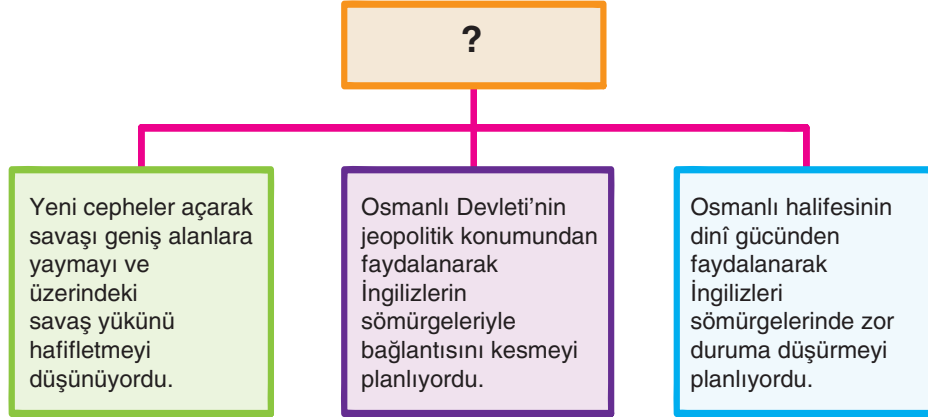 ?
Yeni cepheler açarak
savaşı geniş alanlara
yaymayı ve
üzerindeki
savaş yükünü
hafifletmeyi
düşünüyordu.
Osmanlı Devleti’nin
jeopolitik konumundan
faydalanarak
İngilizlerin
sömürgeleriyle
bağlantısını kesmeyi
planlıyordu.
Osmanlı halifesinin
dinî gücünden
faydalanarak
İngilizleri
sömürgelerinde zor
duruma düşürmeyi
planlıyordu.